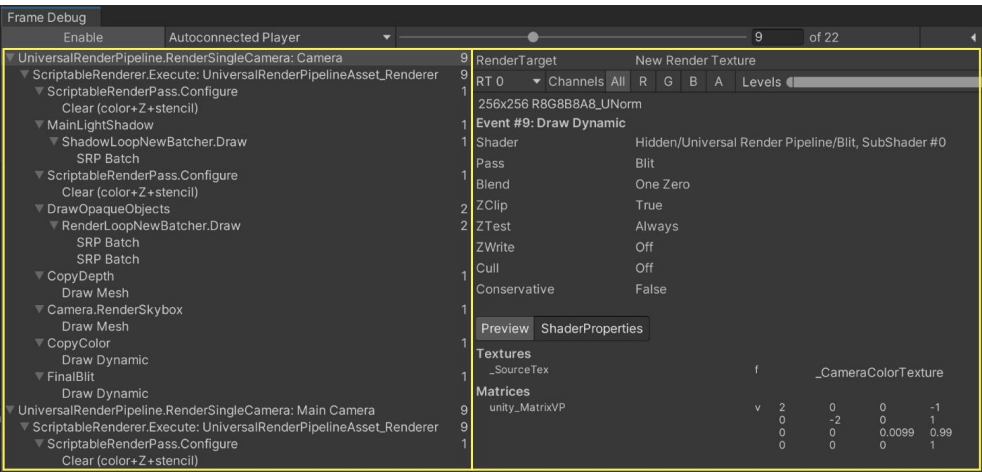 Frame Debug
Enable Autoconnected Player 9 of 22
UniversalRenderPipeline.RenderSingleCamera: Camera 9
ScriptableRenderer.Execute: UniversalRenderPipelineAsset_Renderer 9
ScriptableRenderPass.Configure 1
Clear (color+Z+stencil)
MainLightShadow 1
ShadowLoopNewBatcher.Draw 1
SRP Batch
ScriptableRenderPass.Configure 1
Clear (color+Z+stencil)
DrawOpaqueObjects 2
RenderLoopNewBatcher.Draw 2
SRP Batch
SRP Batch
CopyDepth 1
Draw Mesh
Camera.RenderSkybox 1
Draw Mesh
CopyColor 1
Draw Dynamic
FinalBlit 1
Draw Dynamic
UniversalRenderPipeline.RenderSingleCamera: Main Camera 9
ScriptableRenderer.Execute: UniversalRenderPipelineAsset_Renderer 9
ScriptableRenderPass.Configure 1
Clear (color+Z+stencil)
RenderTarget New Render Texture
RT 0 Channels All R G B A Levels
256x256 R8G8B8A8_UNorm
Event #9: Draw Dynamic
Shader Hidden/Universal Render Pipeline/Blit, SubShader #0
Pass Blit
Blend One Zero
ZClip True
ZTest Always
ZWrite Off
Cull Off
Conservative False
Preview ShaderProperties
Textures
_SourceTex f _CameraColorTexture
Matrices
unity_MatrixVP v 2 0 0 -1
0 -2 0 1
0 0 0.0099 0.99
0 0 0 1